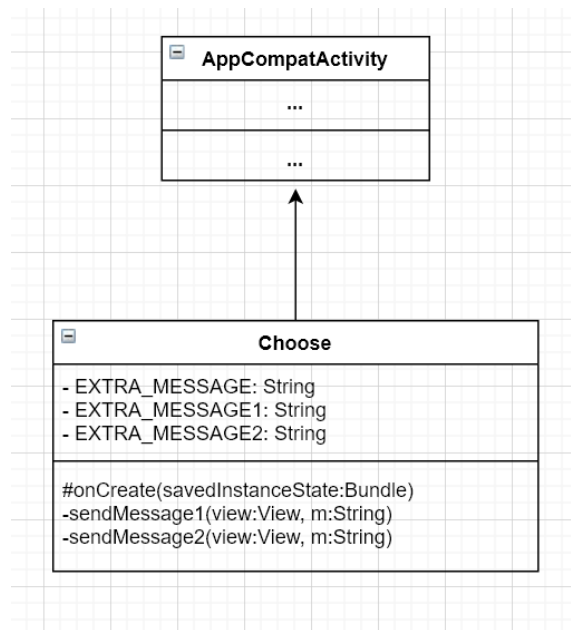 AppCompatActivity
...
...
Choose
- EXTRA_MESSAGE: String
- EXTRA_MESSAGE1: String
- EXTRA_MESSAGE2: String
#onCreate(savedInstanceState:Bundle)
-sendMessage1(view:View, m:String)
-sendMessage2(view:View, m:String)